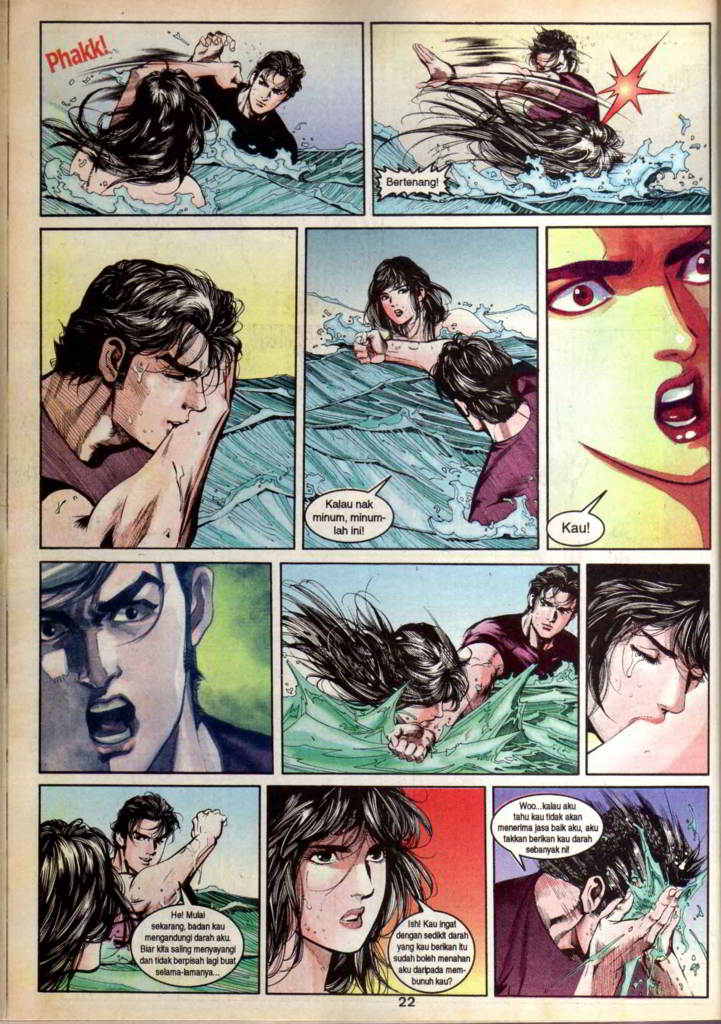 Phakk!
Bertenang!
Kalau nak
minum, minum-
lah ini!
Kau!
He! Mulai
sekarang, badan kau
mengandungi darah aku.
Biar kita saling menyayangi
dan tidak berpisah lagi buat
selama-lamanya...
Ish! Kau ingat
dengan sedikit darah
yang kau berikan itu
sudah boleh menahan
aku daripada mem-
bunuh kau?
Woo...kalau aku
tahu kau tidak akan
menerima jasa baik aku, aku
takkan berikan kau darah
sebanyak ni!
22